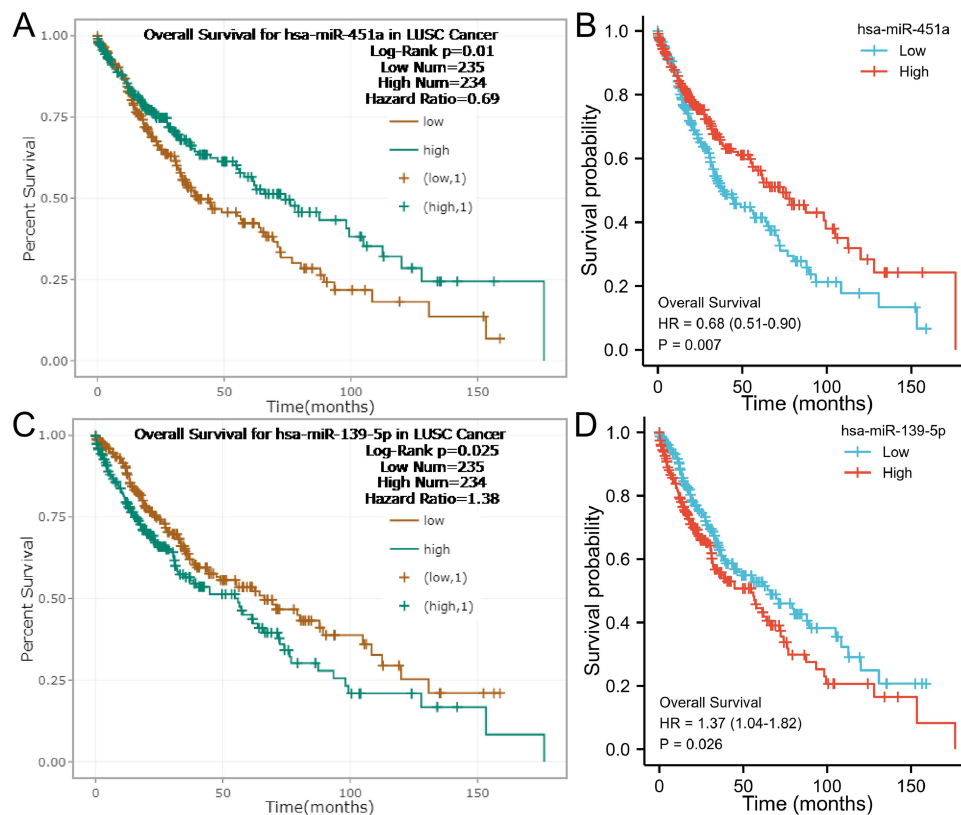 A
Overall Survival for hsa-miR-451a in LUSC Cancer
Log-Rank p=0.01
Low Num=235
High Num=234
Hazard Ratio=0.69
low
high
(low,1)
(high,1)
Percent Survival
1.00
0.75
0.50
0.25
0.00
0
50
100
150
Time(months)
B
hsa-miR-451a
Low
High
Survival probability
1.0
0.8
0.6
0.4
0.2
0.0
Overall Survival
HR = 0.68 (0.51-0.90)
P = 0.007
0
50
100
150
Time (months)
C
Overall Survival for hsa-miR-139-5p in LUSC Cancer
Log-Rank p=0.025
Low Num=235
High Num=234
Hazard Ratio=1.38
low
high
(low,1)
(high,1)
Percent Survival
1.00
0.75
0.50
0.25
0.00
0
50
100
150
Time(months)
D
hsa-miR-139-5p
Low
High
Survival probability
1.0
0.8
0.6
0.4
0.2
0.0
Overall Survival
HR = 1.37 (1.04-1.82)
P = 0.026
0
50
100
150
Time (months)